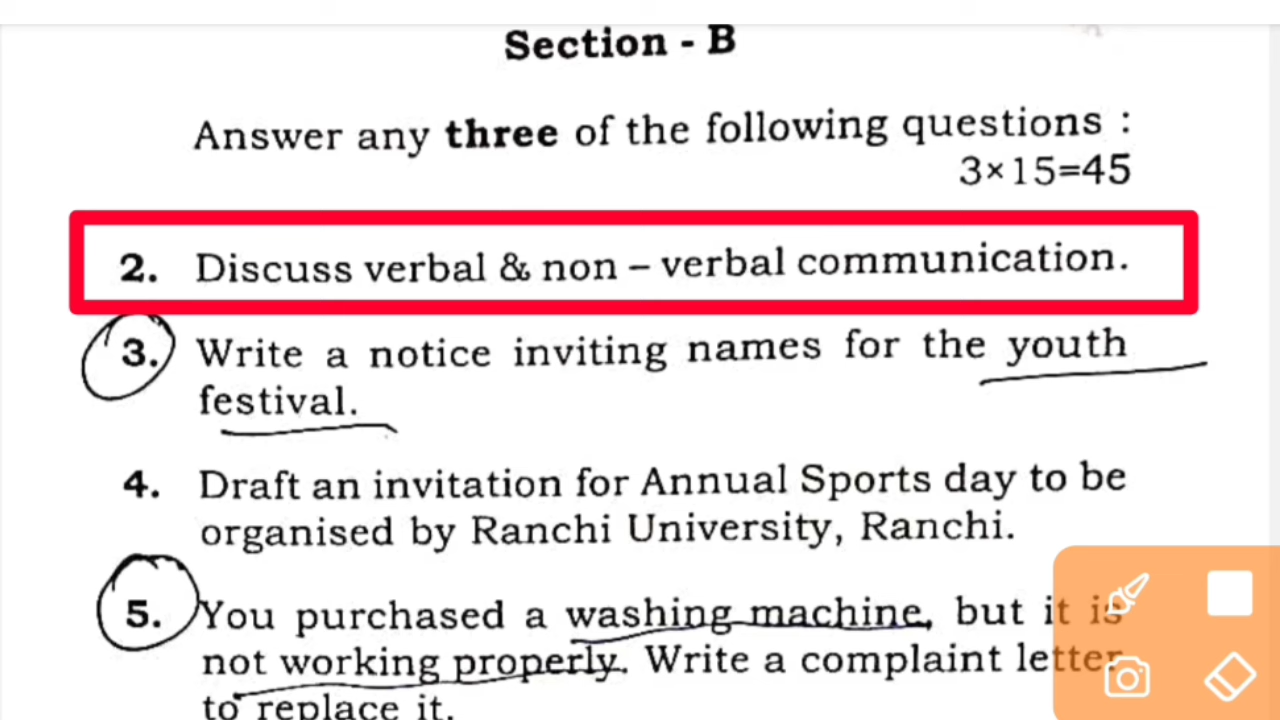 Section - B
Answer any three of the following questions :
3×15=45
2. Discuss verbal & non – verbal communication.
3. Write a notice inviting names for the youth
festival.
4. Draft an invitation for Annual Sports day to be
organised by Ranchi University, Ranchi.
5. You purchased a washing machine, but it is
not working properly. Write a complaint letter
to replace it.